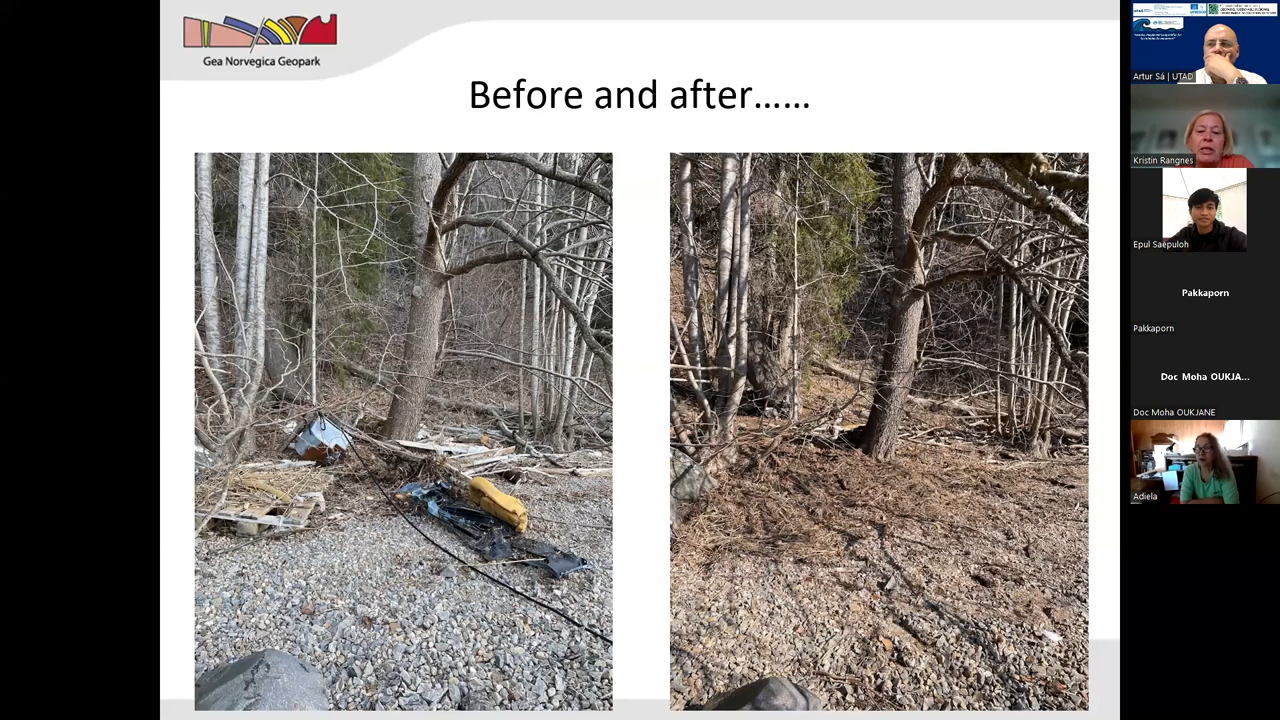 Gea Norvegica Geopark
Before and after......
Artur Sá | UTAD
Kristin Rangnes
Epul Saepuloh
Pakkaporn
Pakkaporn
Doc Moha OUKJA...
Doc Moha OUKJANE
Adiela